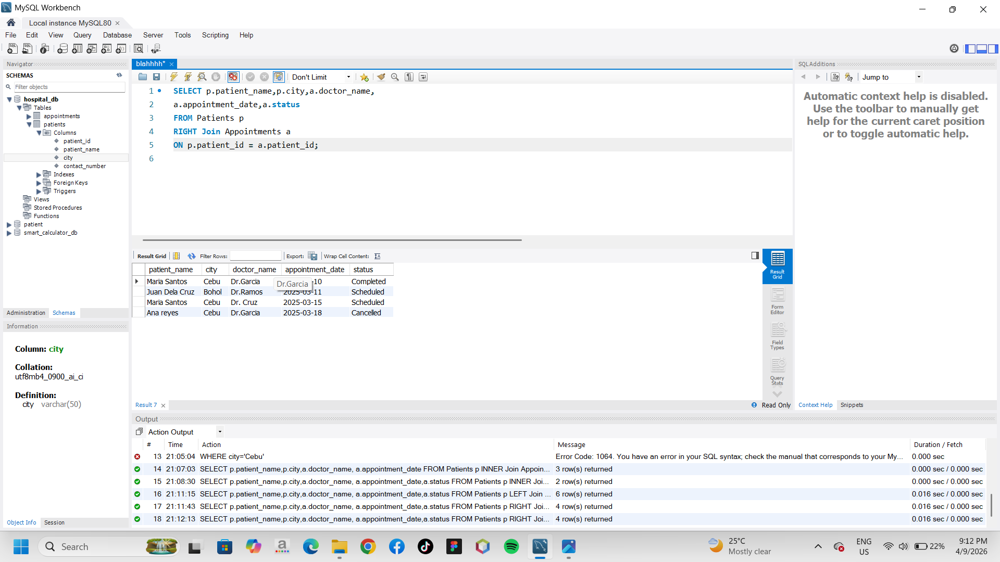 MySQL Workbench
Local instance MySQL80
File Edit View Query Database Server Tools Scripting Help
Navigator
SCHEMAS
Filter objects
hospital_db
Tables
appointments
patients
Columns
patient_id
patient_name
city
contact_number
Indexes
Foreign Keys
Triggers
Views
Stored Procedures
Functions
patient
smart_calculator_db
Administration Schemas
Information
Column: city
Collation:
utf8mb4_0900_ai_ci
Definition:
city varchar(50)
Object Info Session
blahhhh*
Don't Limit
1 SELECT p.patient_name,p.city,a.doctor_name,
2 a.appointment_date,a.status
3 FROM Patients p
4 RIGHT Join Appointments a
5 ON p.patient_id = a.patient_id;
6
Result Grid Filter Rows: Export: Wrap Cell Content:
patient_name city doctor_name appointment_date status
Maria Santos Cebu Dr.Garcia -10 Completed
Dr.Garcia
Juan Dela Cruz Bohol Dr.Ramos 2025-03-11 Scheduled
Maria Santos Cebu Dr. Cruz 2025-03-15 Scheduled
Ana reyes Cebu Dr.Garcia 2025-03-18 Cancelled
Result Grid
Form Editor
Field Types
Query Stats
Result 7
Read Only
SQLAdditions
Jump to
Automatic context help is disabled.
Use the toolbar to manually get
help for the current caret position
or to toggle automatic help.
Context Help Snippets
Output
Action Output
# Time Action Message Duration / Fetch
13 21:05:04 WHERE city='Cebu' Error Code: 1064. You have an error in your SQL syntax; check the manual that corresponds to your My... 0.000 sec
14 21:07:03 SELECT p.patient_name,p.city,a.doctor_name, a.appointment_date FROM Patients p INNER Join Appoin... 3 row(s) returned 0.000 sec / 0.000 sec
15 21:08:30 SELECT p.patient_name,p.city,a.doctor_name, a.appointment_date,a.status FROM Patients p INNER Joi... 2 row(s) returned 0.000 sec / 0.000 sec
16 21:11:15 SELECT p.patient_name,p.city,a.doctor_name, a.appointment_date,a.status FROM Patients p LEFT Join ... 6 row(s) returned 0.016 sec / 0.000 sec
17 21:11:43 SELECT p.patient_name,p.city,a.doctor_name, a.appointment_date,a.status FROM Patients p RIGHT Joi... 4 row(s) returned 0.016 sec / 0.000 sec
18 21:12:13 SELECT p.patient_name,p.city,a.doctor_name, a.appointment_date,a.status FROM Patients p RIGHT Joi... 4 row(s) returned 0.016 sec / 0.000 sec
Search
25°C
Mostly clear
ENG
US
22%
9:12 PM
4/9/2026